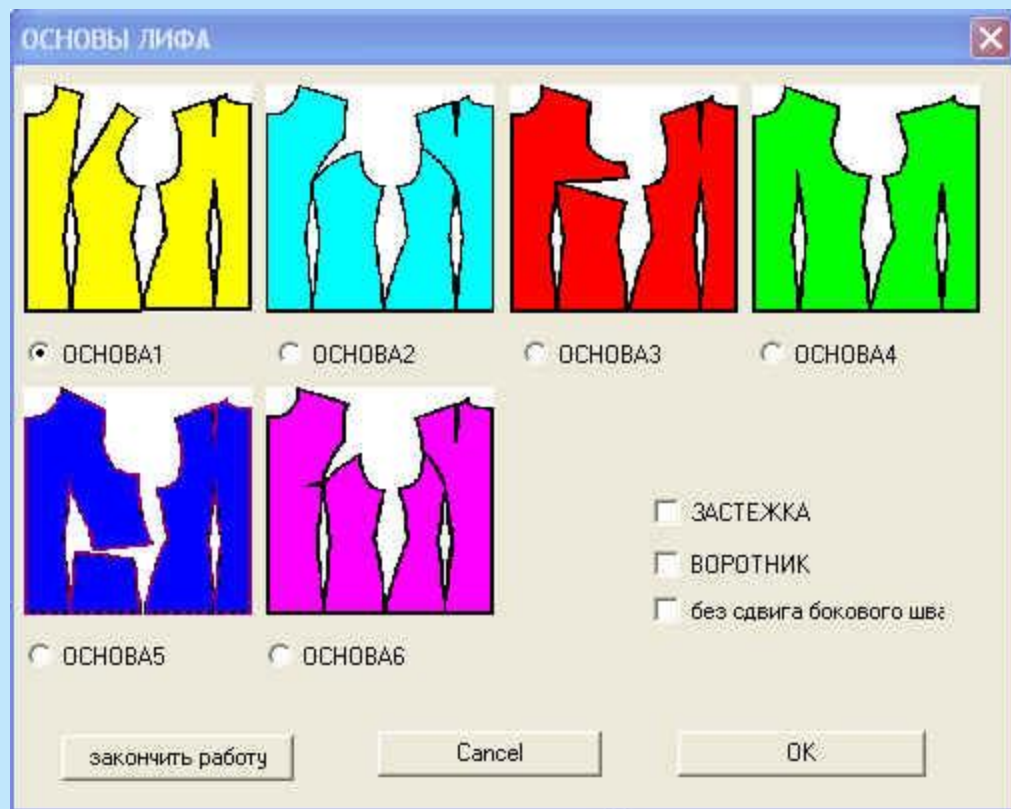 ОСНОВЫ ЛИФА
ОСНОВА1
ОСНОВА2
ОСНОВА3
ОСНОВА4
ОСНОВА5
ОСНОВА6
ЗАСТЕЖКА
ВОРОТНИК
без сдвига бокового шва
закончить работу
Cancel
OK